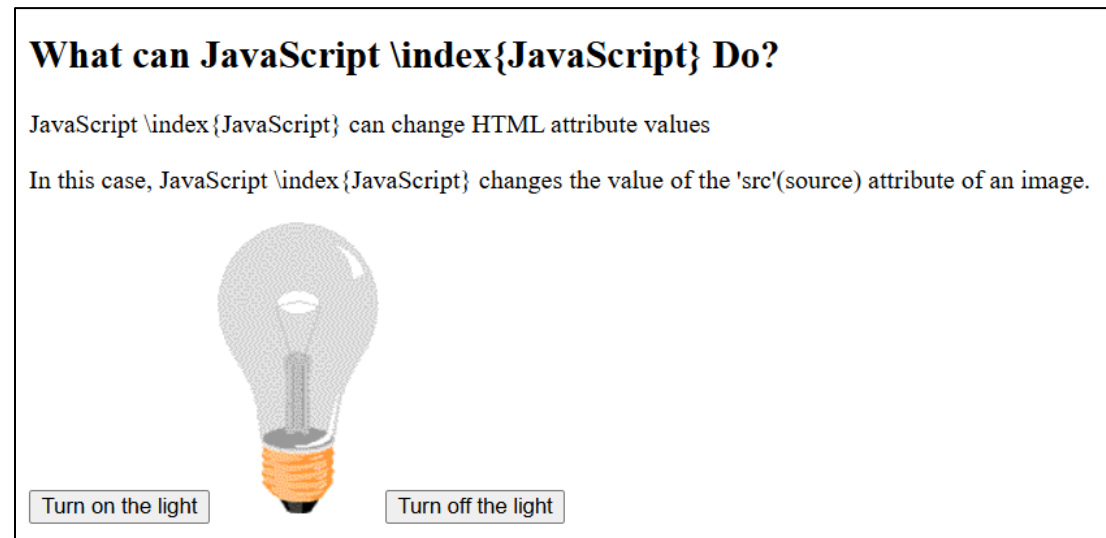 What can JavaScript \index{JavaScript} Do?
JavaScript \index{JavaScript} can change HTML attribute values
In this case, JavaScript \index{JavaScript} changes the value of the 'src'(source) attribute of an image.
Turn on the light Turn off the light